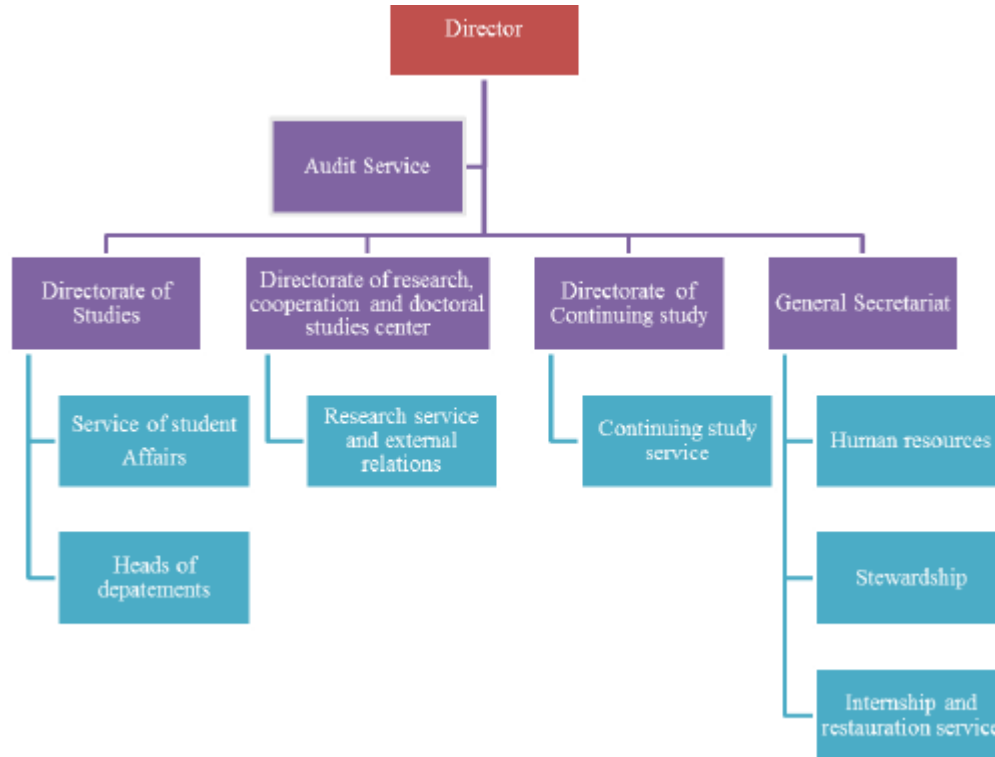 Director
Audit Service
Directorate of
Studies
Directorate of research,
cooperation and doctoral
studies center
Directorate of
Continuing study
General Secretariat
Service of student
Affairs
Research service
and external
relations
Continuing study
service
Human resources
Heads of
depatements
Stewardship
Internship and
restauration service